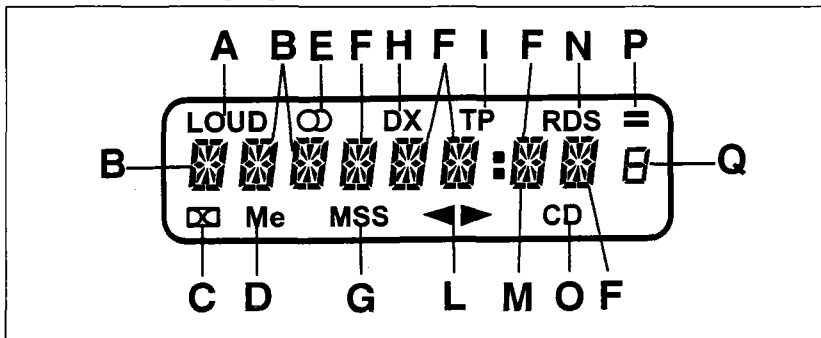 A B E F H F I F N P
LOUD DX TP RDS
B : Q
Me MSS CD
C D G L M O F